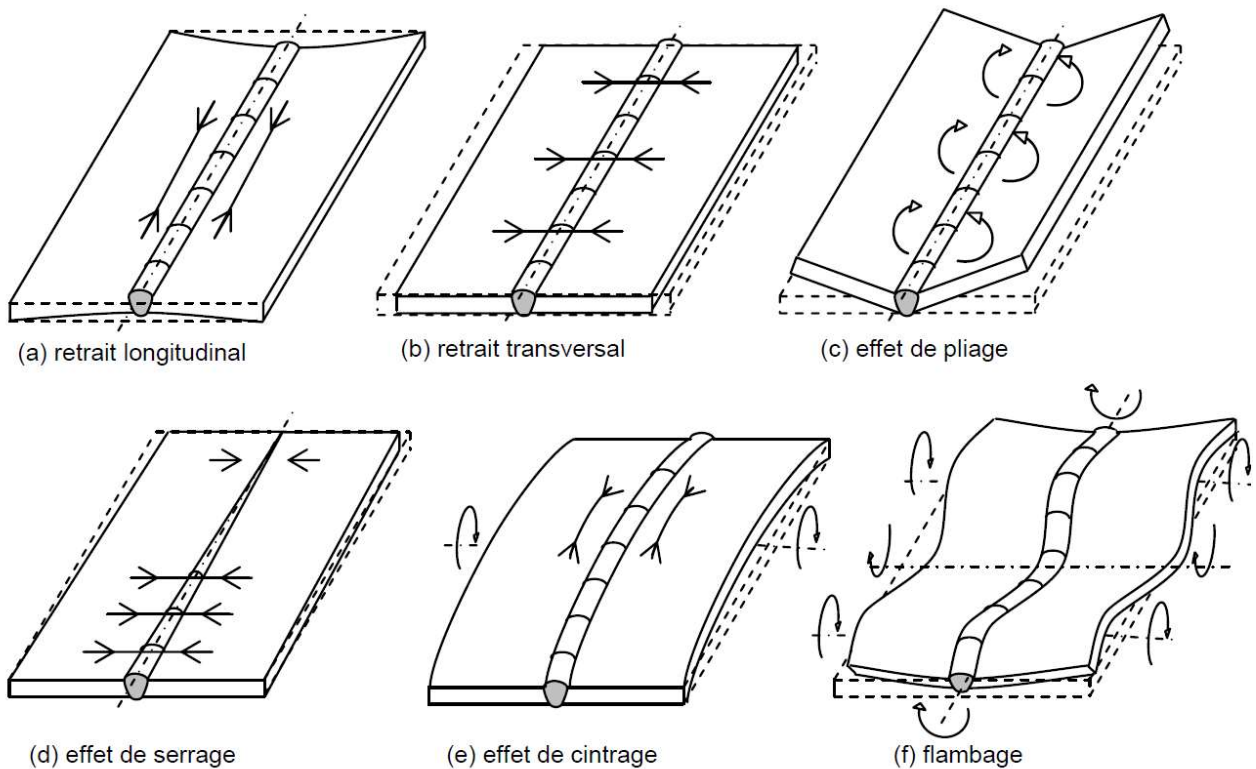 (a) retrait longitudinal
(b) retrait transversal
(c) effet de pliage
(d) effet de serrage
(e) effet de cintrage
(f) flambage